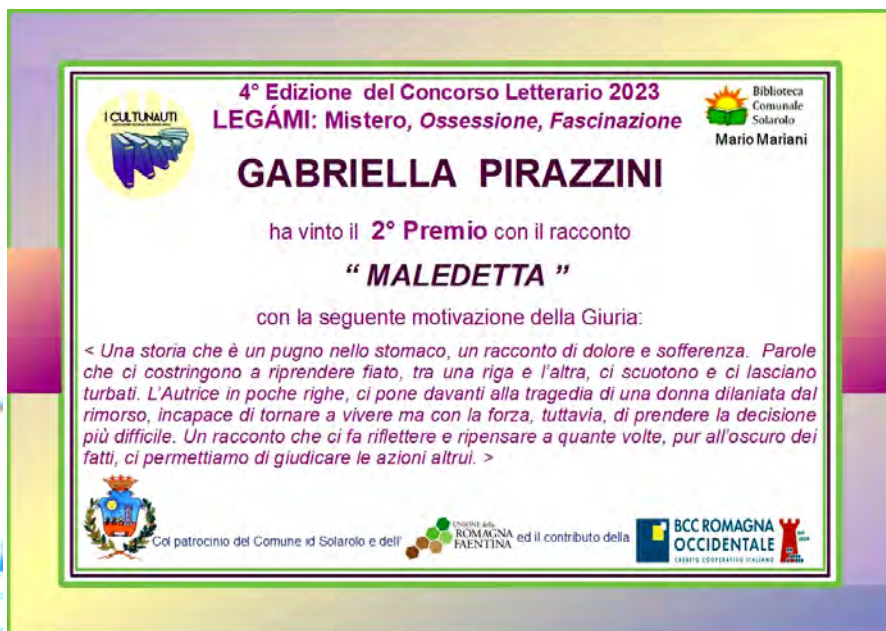 4° Edizione del Concorso Letterario 2023
LEGÁMI: Mistero, Ossessione, Fascinazione
I CULTUNAUTI
Biblioteca
Comunale
Solarolo
Mario Mariani
GABRIELLA PIRAZZINI
ha vinto il 2° Premio con il racconto
“ MALEDETTA ”
con la seguente motivazione della Giuria:
< Una storia che è un pugno nello stomaco, un racconto di dolore e sofferenza. Parole
che ci costringono a riprendere fiato, tra una riga e l’altra, ci scuotono e ci lasciano
turbati. L’Autrice in poche righe, ci pone davanti alla tragedia di una donna dilaniata dal
rimorso, incapace di tornare a vivere ma con la forza, tuttavia, di prendere la decisione
più difficile. Un racconto che ci fa riflettere e ripensare a quante volte, pur all’oscuro dei
fatti, ci permettiamo di giudicare le azioni altrui. >
Col patrocinio del Comune id Solarolo e dell’
UNIONE della
ROMAGNA
FAENTINA
ed il contributo della
BCC ROMAGNA
OCCIDENTALE
CREDITO COOPERATIVO ITALIANO